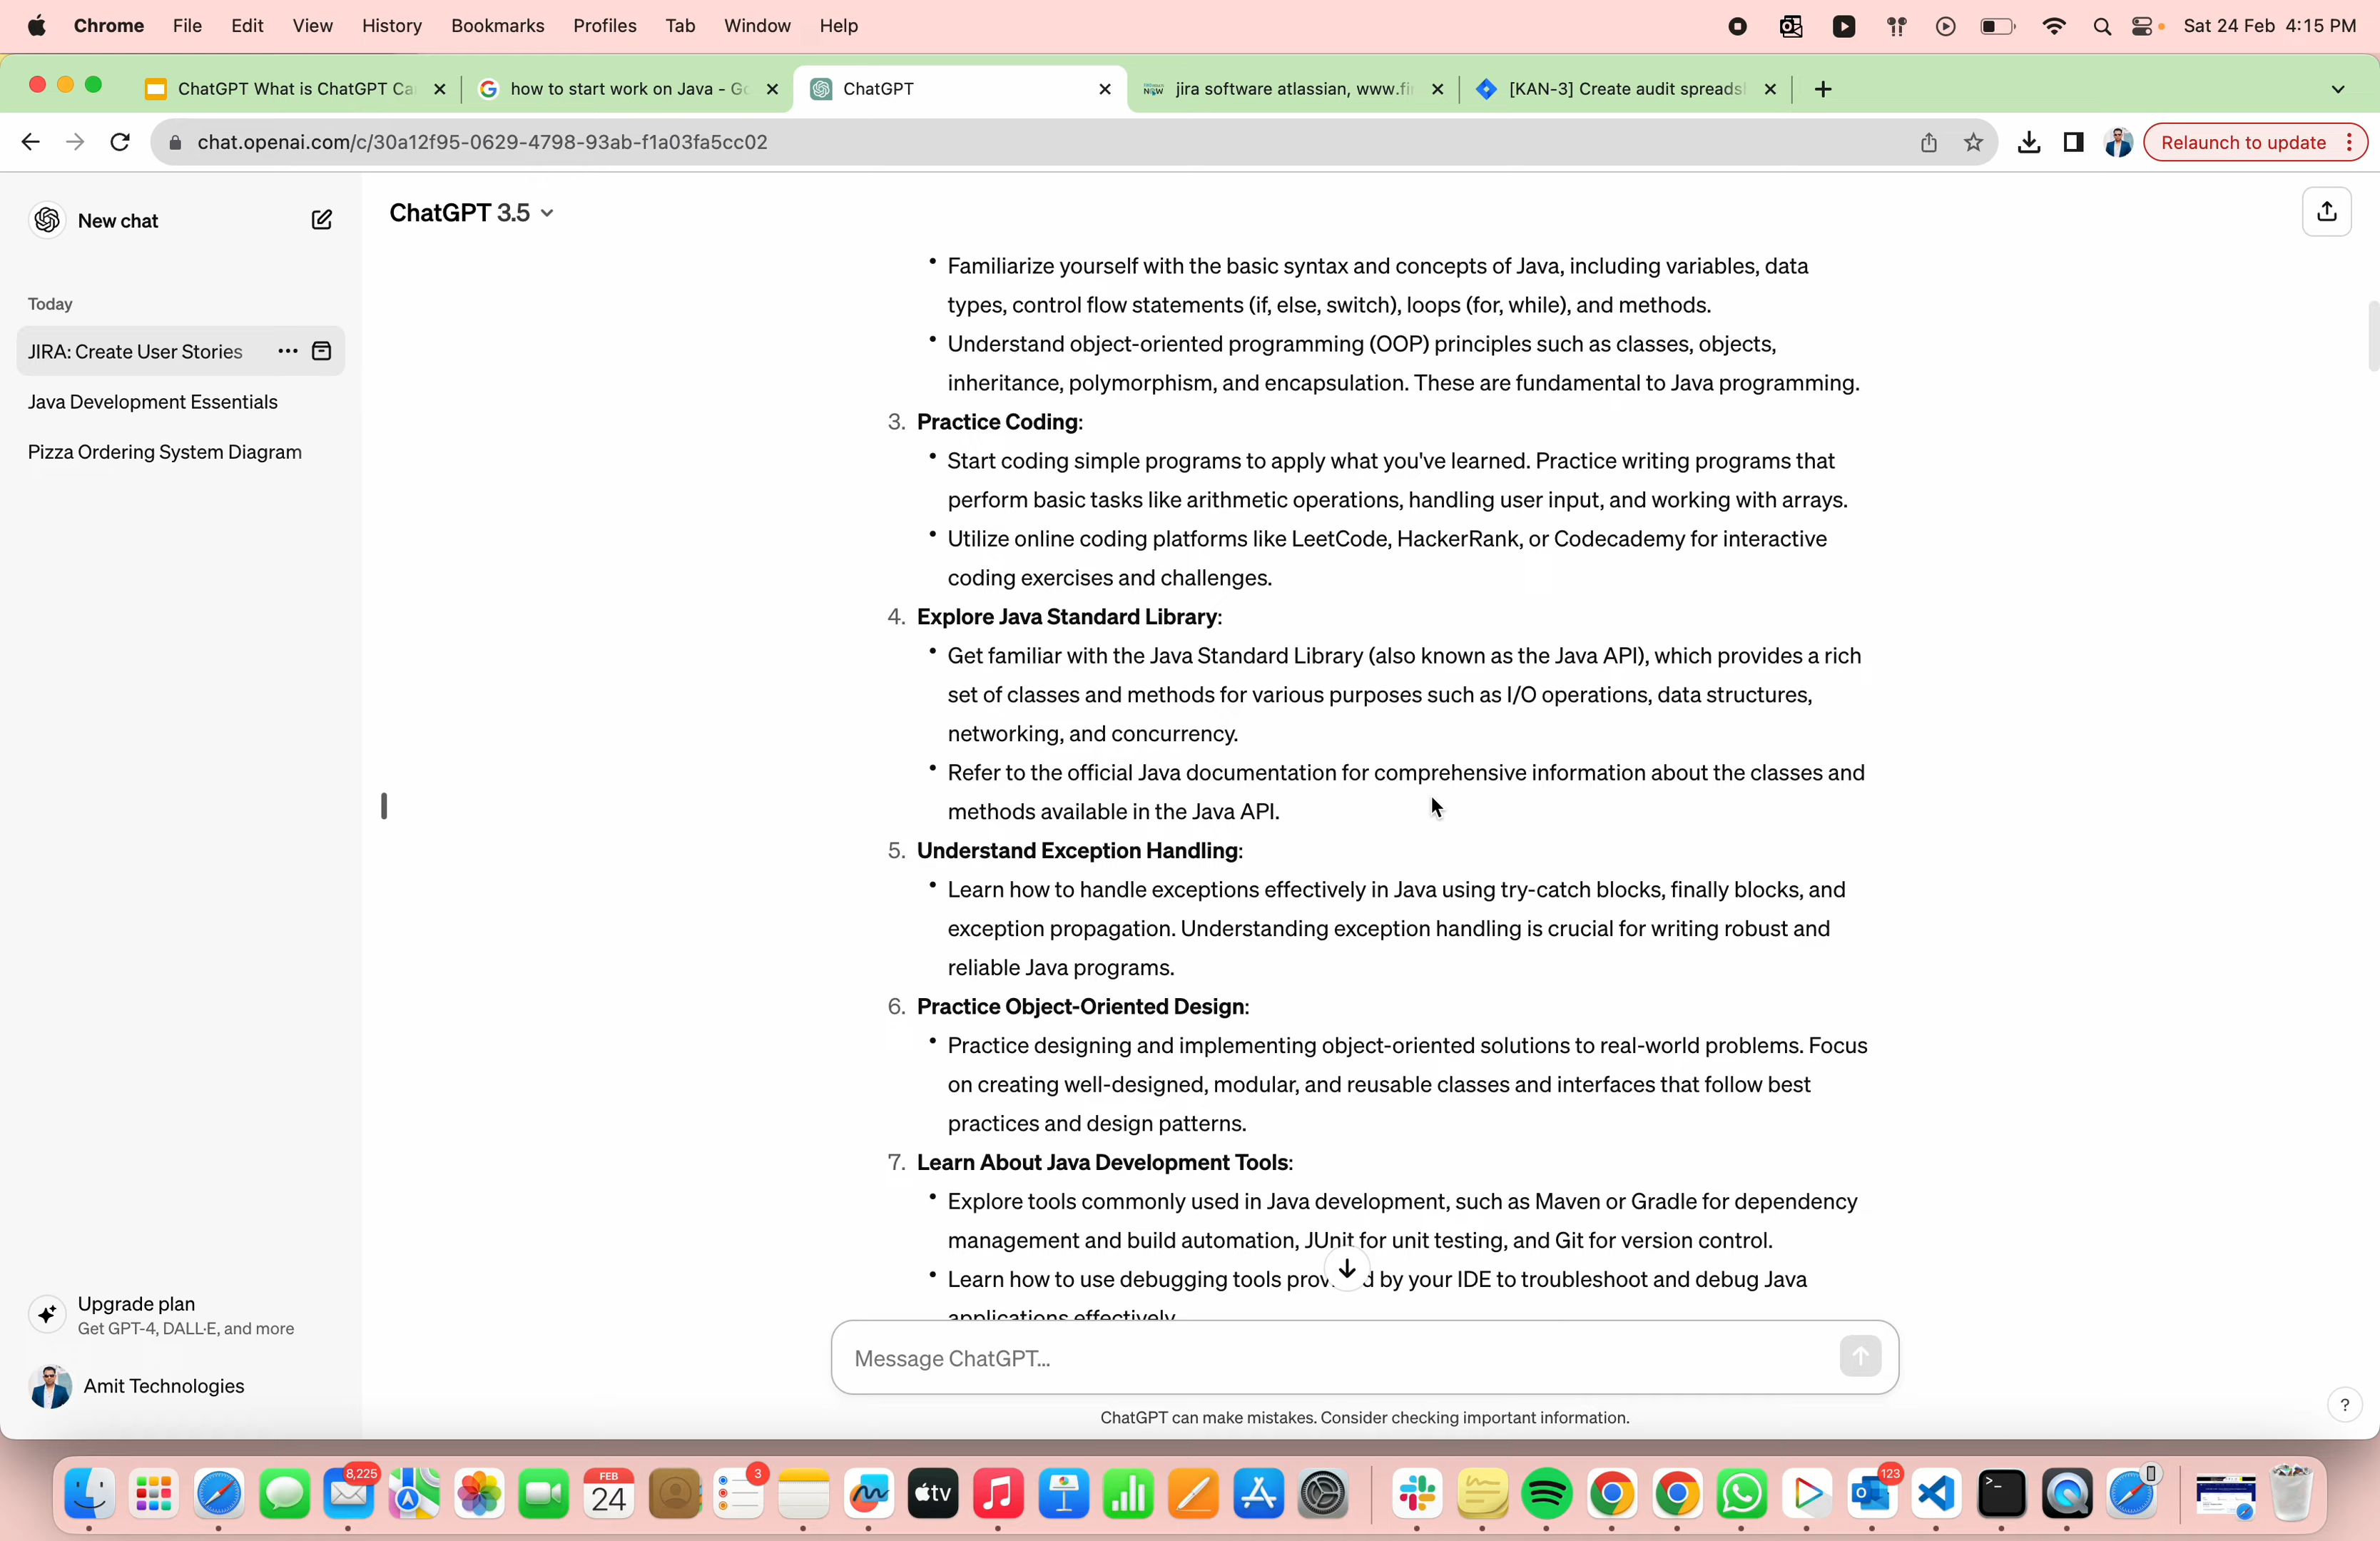 Chrome File Edit View History Bookmarks Profiles Tab Window Help Sat 24 Feb 4:15 PM
ChatGPT What is ChatGPT Ca how to start work on Java - Go ChatGPT jira software atlassian, www.fi [KAN-3] Create audit spreads
chat.openai.com/c/30a12f95-0629-4798-93ab-f1a03fa5cc02 Relaunch to update
New chat
ChatGPT 3.5
Today
JIRA: Create User Stories
Java Development Essentials
Pizza Ordering System Diagram
• Familiarize yourself with the basic syntax and concepts of Java, including variables, data
types, control flow statements (if, else, switch), loops (for, while), and methods.
• Understand object-oriented programming (OOP) principles such as classes, objects,
inheritance, polymorphism, and encapsulation. These are fundamental to Java programming.
3. Practice Coding:
• Start coding simple programs to apply what you've learned. Practice writing programs that
perform basic tasks like arithmetic operations, handling user input, and working with arrays.
• Utilize online coding platforms like LeetCode, HackerRank, or Codecademy for interactive
coding exercises and challenges.
4. Explore Java Standard Library:
• Get familiar with the Java Standard Library (also known as the Java API), which provides a rich
set of classes and methods for various purposes such as I/O operations, data structures,
networking, and concurrency.
• Refer to the official Java documentation for comprehensive information about the classes and
methods available in the Java API.
5. Understand Exception Handling:
• Learn how to handle exceptions effectively in Java using try-catch blocks, finally blocks, and
exception propagation. Understanding exception handling is crucial for writing robust and
reliable Java programs.
6. Practice Object-Oriented Design:
• Practice designing and implementing object-oriented solutions to real-world problems. Focus
on creating well-designed, modular, and reusable classes and interfaces that follow best
practices and design patterns.
7. Learn About Java Development Tools:
• Explore tools commonly used in Java development, such as Maven or Gradle for dependency
management and build automation, JUnit for unit testing, and Git for version control.
• Learn how to use debugging tools prov d by your IDE to troubleshoot and debug Java
applications effectively
Upgrade plan
Get GPT-4, DALL·E, and more
Amit Technologies
Message ChatGPT...
ChatGPT can make mistakes. Consider checking important information.
?
8,225 FEB 24 3 tv 123